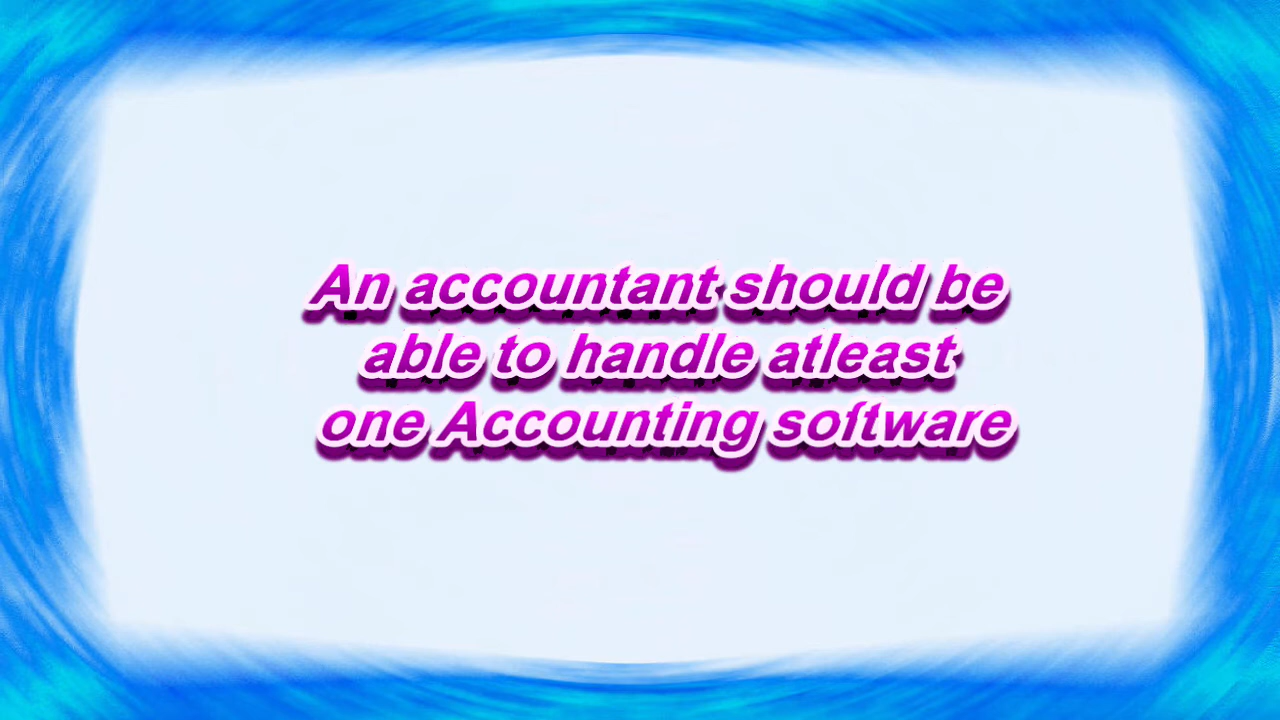 An accountant should be
able to handle atleast
one Accounting software